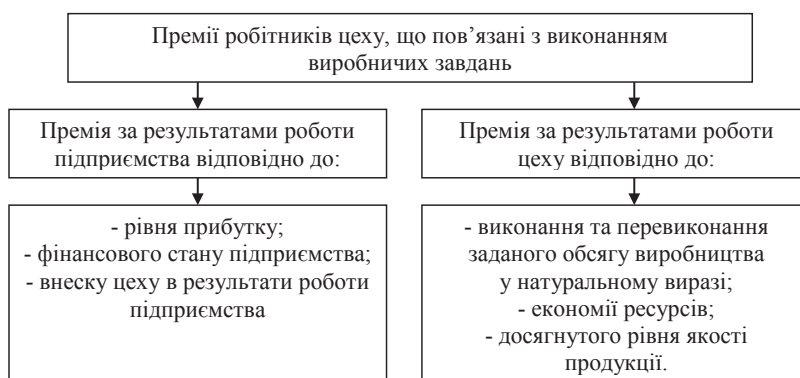 Премії робітників цеху, що пов’язані з виконанням
виробничих завдань
Премія за результатами роботи
підприємства відповідно до:
Премія за результатами роботи
цеху відповідно до:
- рівня прибутку;
- фінансового стану підприємства;
- внеску цеху в результати роботи
підприємства
- виконання та перевиконання
заданого обсягу виробництва
у натуральному виразі;
- економії ресурсів;
- досягнутого рівня якості
продукції.